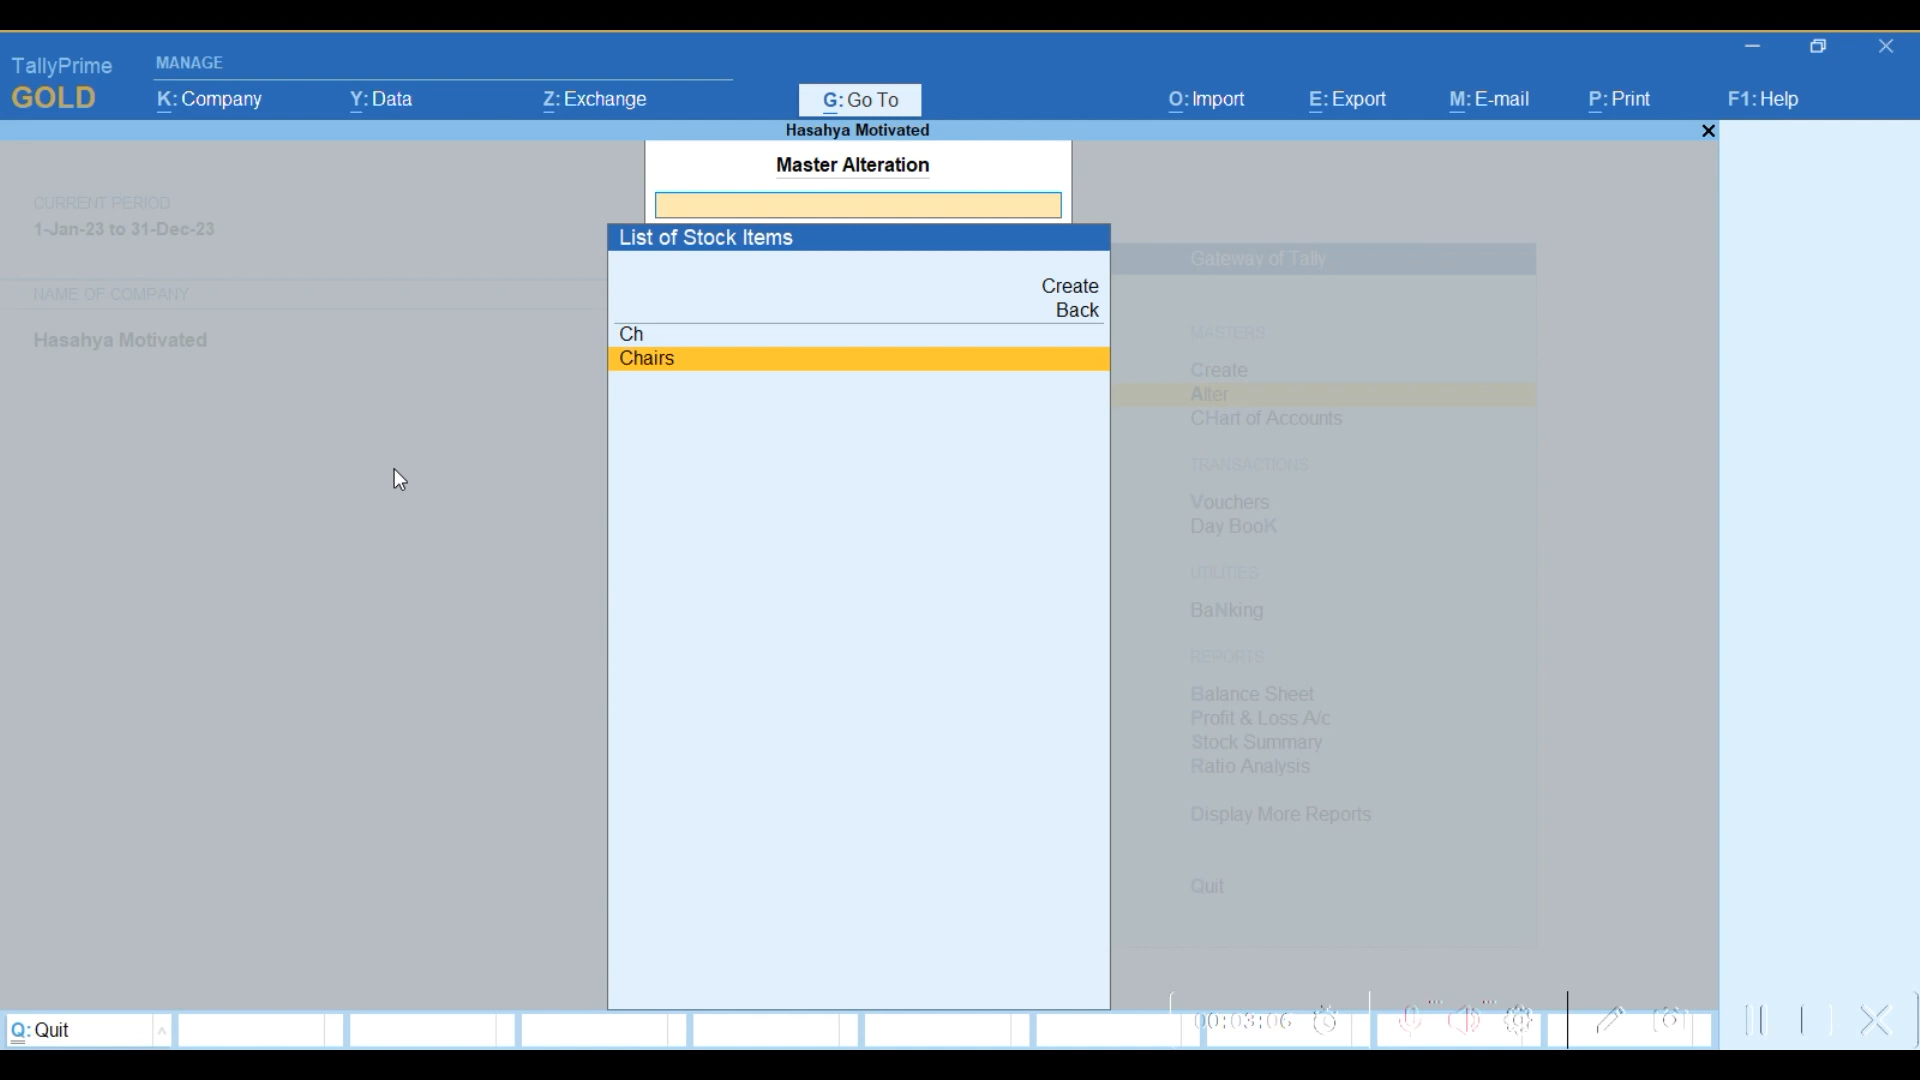 TallyPrime
GOLD
MANAGE
K: Company
Y: Data
Z: Exchange
G: Go To
O: Import
E: Export
M: E-mail
P: Print
F1: Help
Hasahya Motivated
Master Alteration
CURRENT PERIOD
1-Jan-23 to 31-Dec-23
NAME OF COMPANY
Hasahya Motivated
List of Stock Items
Create
Back
Ch
Chairs
Gateway of Tally
MASTERS
Create
Alter
CHart of Accounts
TRANSACTIONS
Vouchers
Day BooK
UTILITIES
BaNking
REPORTS
Balance Sheet
Profit & Loss A/c
Stock Summary
Ratio Analysis
Display More Reports
Quit
Q: Quit
00:03:06